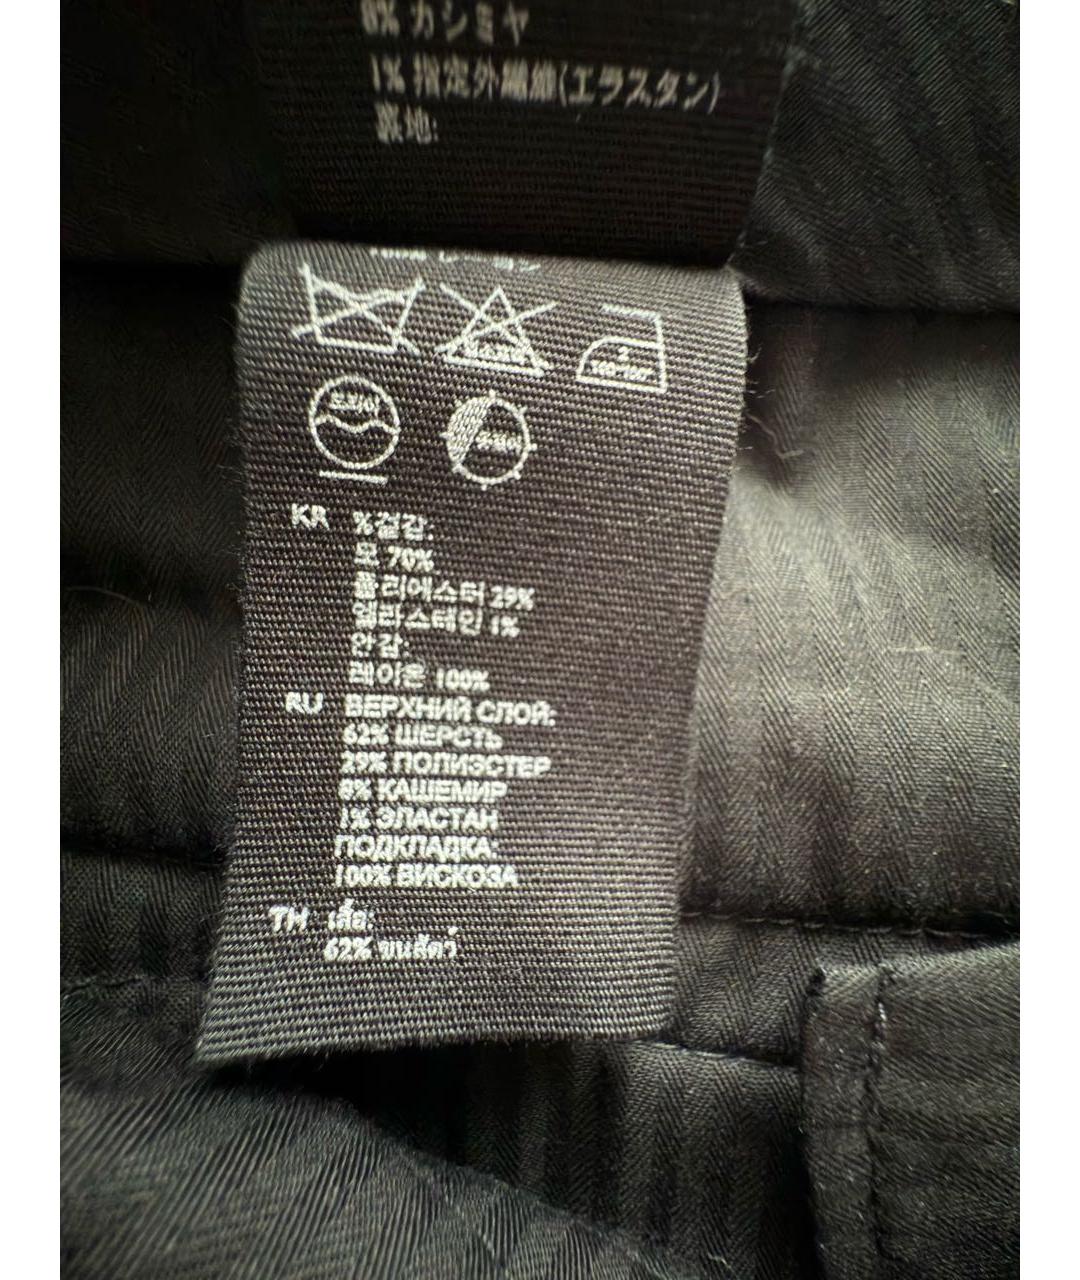 8% カシミヤ
1% 指定外繊維(エラスタン)
裏地:
KR %겉감:
모 70%
폴리에스터 29%
엘라스테인 1%
안감:
레이온 100%
RU ВЕРХНИЙ СЛОЙ:
62% ШЕРСТЬ
29% ПОЛИЭСТЕР
8% КАШЕМИР
1% ЭЛАСТАН
ПОДКЛАДКА:
100% ВИСКОЗА
TH เสื้อ:
62% ขนสัตว์